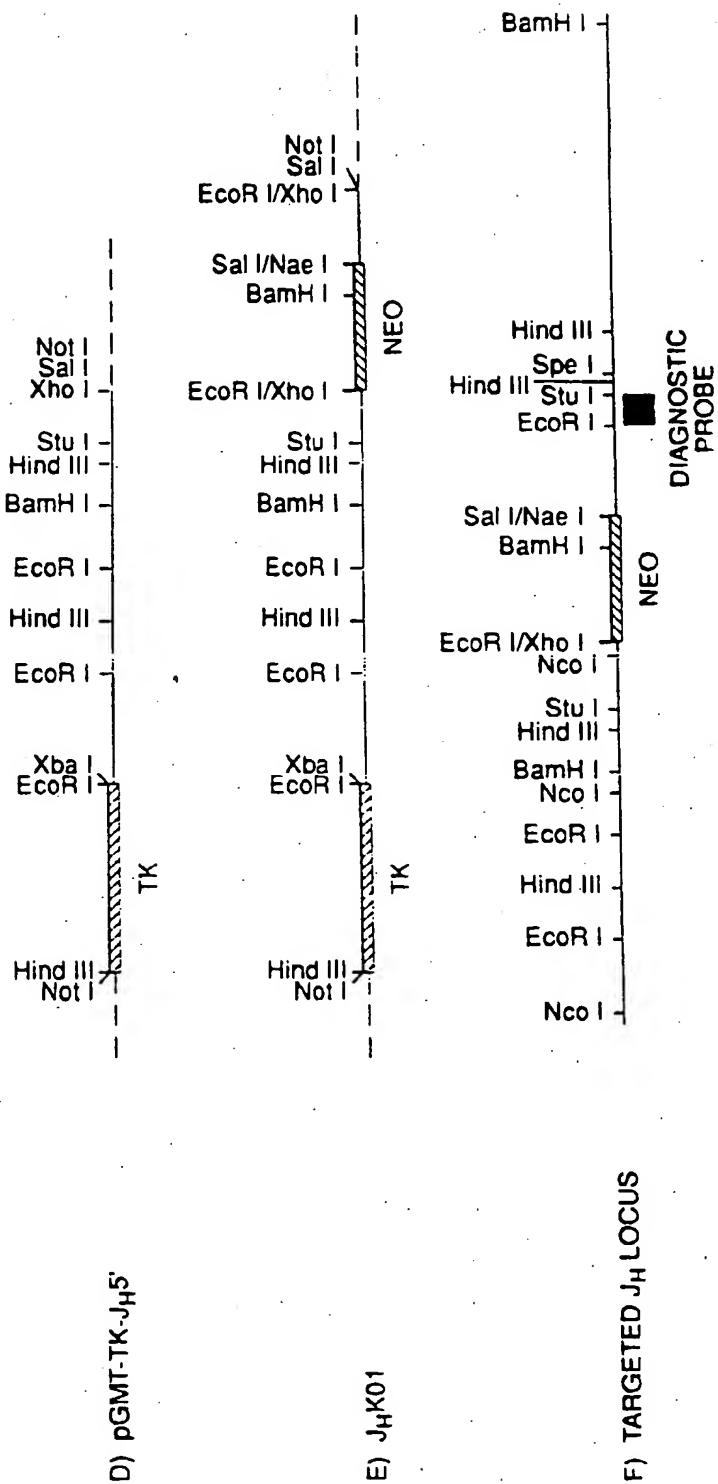 D) pGMT-TK-JH5'
Not I
Hind III
TK
EcoR I
Xba I
EcoR I
Hind III
EcoR I
BamH I
Hind III
Stu I
Xho I
Sal I
Not I
E) JHK01
Not I
Hind III
TK
EcoR I
Xba I
EcoR I
Hind III
EcoR I
BamH I
Hind III
Stu I
EcoR I/Xho I
NEO
BamH I
Sal I/Nae I
EcoR I/Xho I
Sal I
Not I
F) TARGETED JH LOCUS
Nco I
EcoR I
Hind III
EcoR I
Nco I
BamH I
Hind III
Stu I
Nco I
EcoR I/Xho I
NEO
BamH I
Sal I/Nae I
EcoR I
Stu I
Hind III
Spe I
Hind III
BamH I
DIAGNOSTIC
PROBE